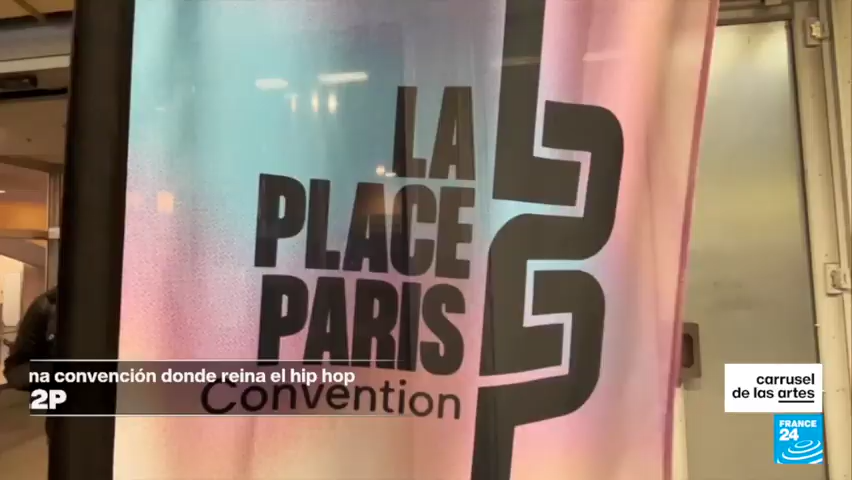 LA
PLACE
PARIS
Convention
na convención donde reina el hip hop
2P
carrusel
de las artes
FRANCE
24